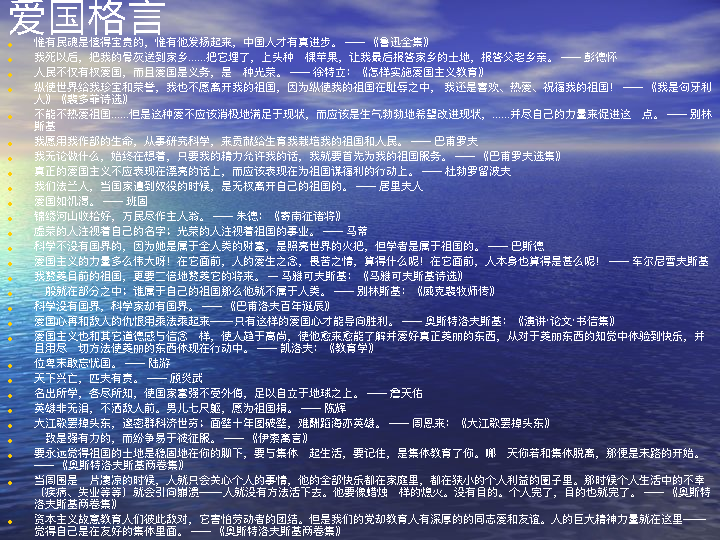 爱国格言
惟有民魂是值得宝贵的，惟有他发扬起来，中国人才有真进步。 ——《鲁迅全集》
我死以后，把我的骨灰送到家乡……把它埋了，上头种 棵苹果，让我最后报答家乡的土地，报答父老乡亲。 —— 彭德怀
人民不仅有权爱国，而且爱国是义务，是 种光荣。 —— 徐特立：《怎样实施爱国主义教育》
纵使世界给我珍宝和荣誉，我也不愿离开我的祖国，因为纵使我的祖国在耻辱之中， 我还是喜欢、热爱、祝福我的祖国！ —— 《我是匈牙利
人》《裴多菲诗选》
不能不热爱祖国……但是这种爱不应该消极地满足于现状，而应该是生气勃勃地希望改进现状，……并尽自己的力量来促进这 点。 —— 别林
斯基
我愿用我作部的生命，从事研究科学，来贡献给生育我栽培我的祖国和人民。 —— 巴甫罗夫
我无论做什么，始终在想着，只要我的精力允许我的话，我就要首先为我的祖国服务。 —— 《巴甫罗夫选集》
真正的爱国主义不应表现在漂亮的话上，而应该表现在为祖国谋福利的行动上。 —— 杜勃罗留波夫
我们法兰人，当国家遭到奴役的时候，是无权离开自己的祖国的。 —— 居里夫人
爱国如饥渴。 —— 班固
锦绣河山收拾好，万民尽作主人翁。 —— 朱德：《寄南征诸将》
虚荣的人注视着自己的名字；光荣的人注视着祖国的事业。 —— 马蒂
科学不没有国界的，因为她是属于全人类的财富，是照亮世界的火把，但学者是属于祖国的。 —— 巴斯德
爱国主义的力量多么伟大呀！在它面前，人的爱生之念，畏苦之情，算得什么呢！在它面前，人本身也算得是甚么呢！ —— 车尔尼雪夫斯基
我赞美目前的祖国，更要三倍地赞美它的将来。 — 马雅可夫斯基：《马雅可夫斯基诗选》
般就在部分之中；谁属于自己的祖国那么他就不属于人类。 —— 别林斯基：《威克裴牧师传》
科学没有国界，科学家却有国界。 —— 《巴甫洛夫百年诞辰》
爱国心再和敌人的仇恨用乘法乘起来——只有这样的爱国心才能导向胜利。 —— 奥斯特洛夫斯基：《演讲·论文·书信集》
爱国主义也和其它道德感与信念 样，使人趋于高尚，使他愈来愈能了解并爱好真正美丽的东西，从对于美丽东西的知觉中体验到快乐，并
且用尽 切方法使美丽的东西体现在行动中。 —— 凯洛夫：《教育学》
位卑未敢忘忧国。 —— 陆游
天下兴亡，匹夫有责。 —— 顾炎武
名出所学，各尽所知，使国家富强不受外侮，足以自立于地球之上。 —— 詹天佑
英雄非无泪，不洒敌人前。男儿七尺躯，愿为祖国捐。 —— 陈辉
大江歌罢掉头东，邃密群科济世穷；面壁十年图破壁，难酬蹈海亦英雄。 —— 周恩来：《大江歌罢掉头东》
致是强有力的，而纷争易于被征服。 —— 《伊索寓言》
要永远觉得祖国的土地是稳固地在你的脚下，要与集体 起生活，要记住，是集体教育了你。哪 天你若和集体脱离，那便是末路的开始。
—— 《奥斯特洛夫斯基两卷集》
当周围是 片凄凉的时候，人就只会关心个人的事情，他的全部快乐都在家庭里，都在狭小的个人利益的圈子里。那时候个人生活中的不幸
（疾病、失业等等）就会引向崩溃——人就没有方法活下去。他要像蜡烛 样的熄灭。没有目的。个人完了，目的也就完了。 —— 《奥斯特
洛夫斯基两卷集》
资本主义故意教育人们彼此敌对，它害怕劳动者的团结。但是我们的党却教育人有深厚的的同志爱和友谊。人的巨大精神力量就在这里——
觉得自己是在友好的集体里面。 —— 《奥斯特洛夫斯基两卷集》